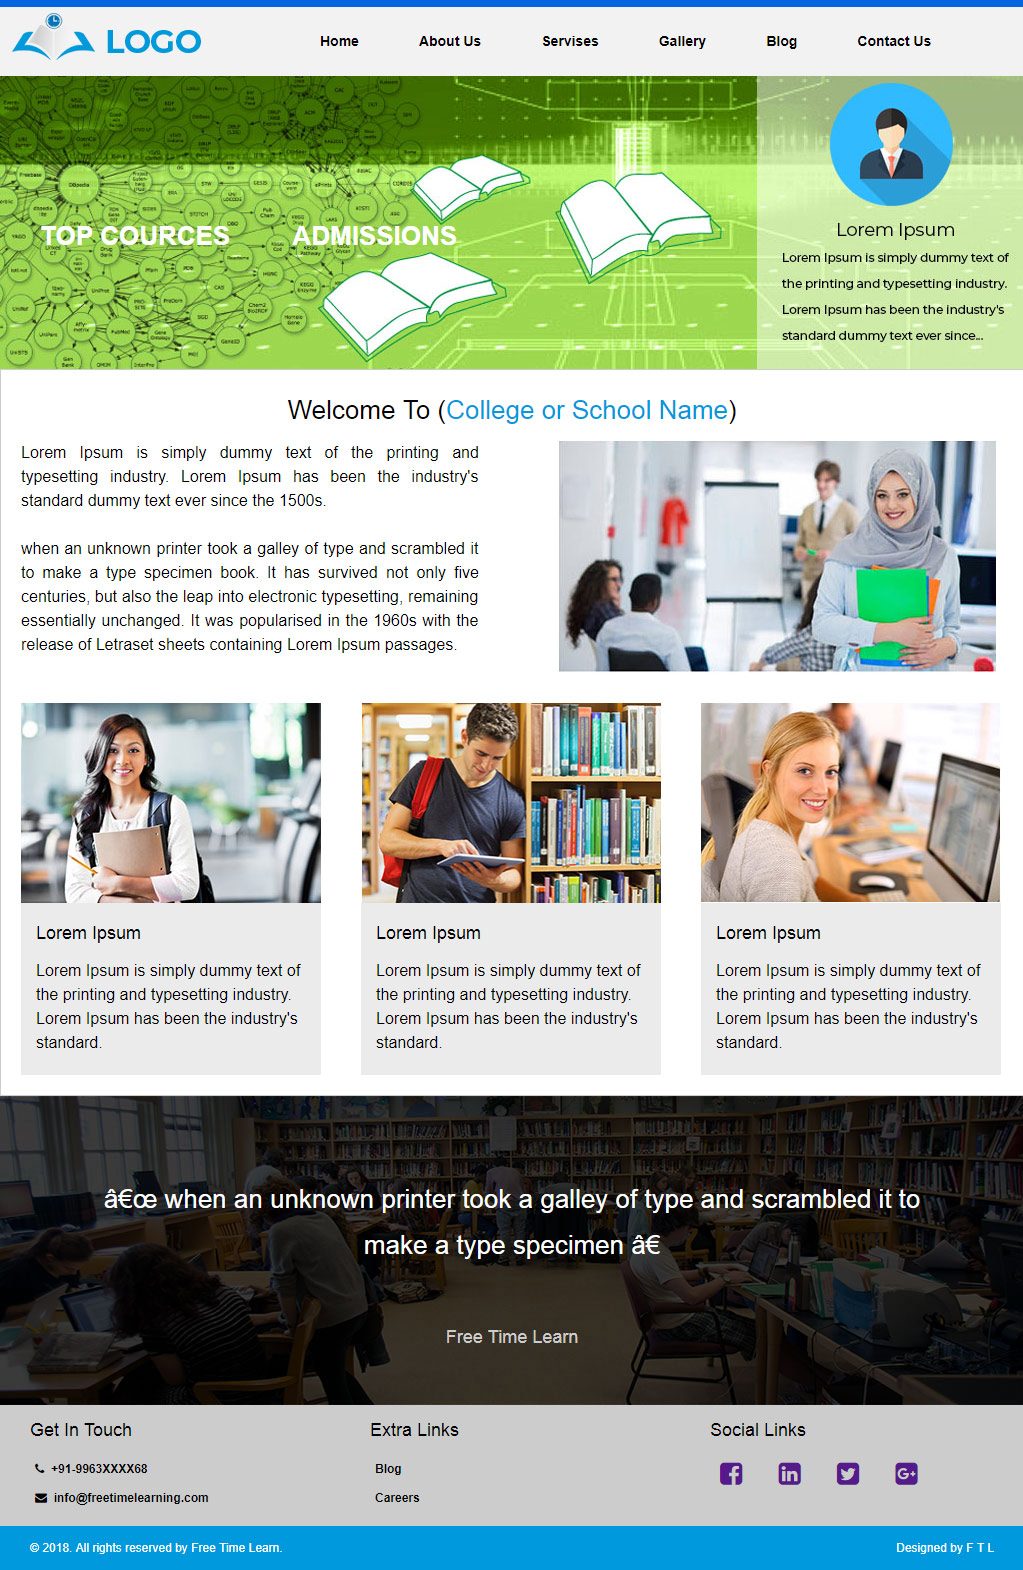 LOGO
Home
About Us
Servises
Gallery
Blog
Contact Us
TOP COURCES
ADMISSIONS
Lorem Ipsum
Lorem Ipsum is simply dummy text of
the printing and typesetting industry.
Lorem Ipsum has been the industry's
standard dummy text ever since...
Welcome To (College or School Name)
Lorem Ipsum is simply dummy text of the printing and
typesetting industry. Lorem Ipsum has been the industry's
standard dummy text ever since the 1500s.
when an unknown printer took a galley of type and scrambled it
to make a type specimen book. It has survived not only five
centuries, but also the leap into electronic typesetting, remaining
essentially unchanged. It was popularised in the 1960s with the
release of Letraset sheets containing Lorem Ipsum passages.
Lorem Ipsum
Lorem Ipsum is simply dummy text of
the printing and typesetting industry.
Lorem Ipsum has been the industry's
standard.
Lorem Ipsum
Lorem Ipsum is simply dummy text of
the printing and typesetting industry.
Lorem Ipsum has been the industry's
standard.
Lorem Ipsum
Lorem Ipsum is simply dummy text of
the printing and typesetting industry.
Lorem Ipsum has been the industry's
standard.
â€œ when an unknown printer took a galley of type and scrambled it to
make a type specimen â€
Free Time Learn
Get In Touch
+91-9963XXXX68
info@freetimelearning.com
Extra Links
Blog
Careers
Social Links
© 2018. All rights reserved by Free Time Learn.
Designed by F T L